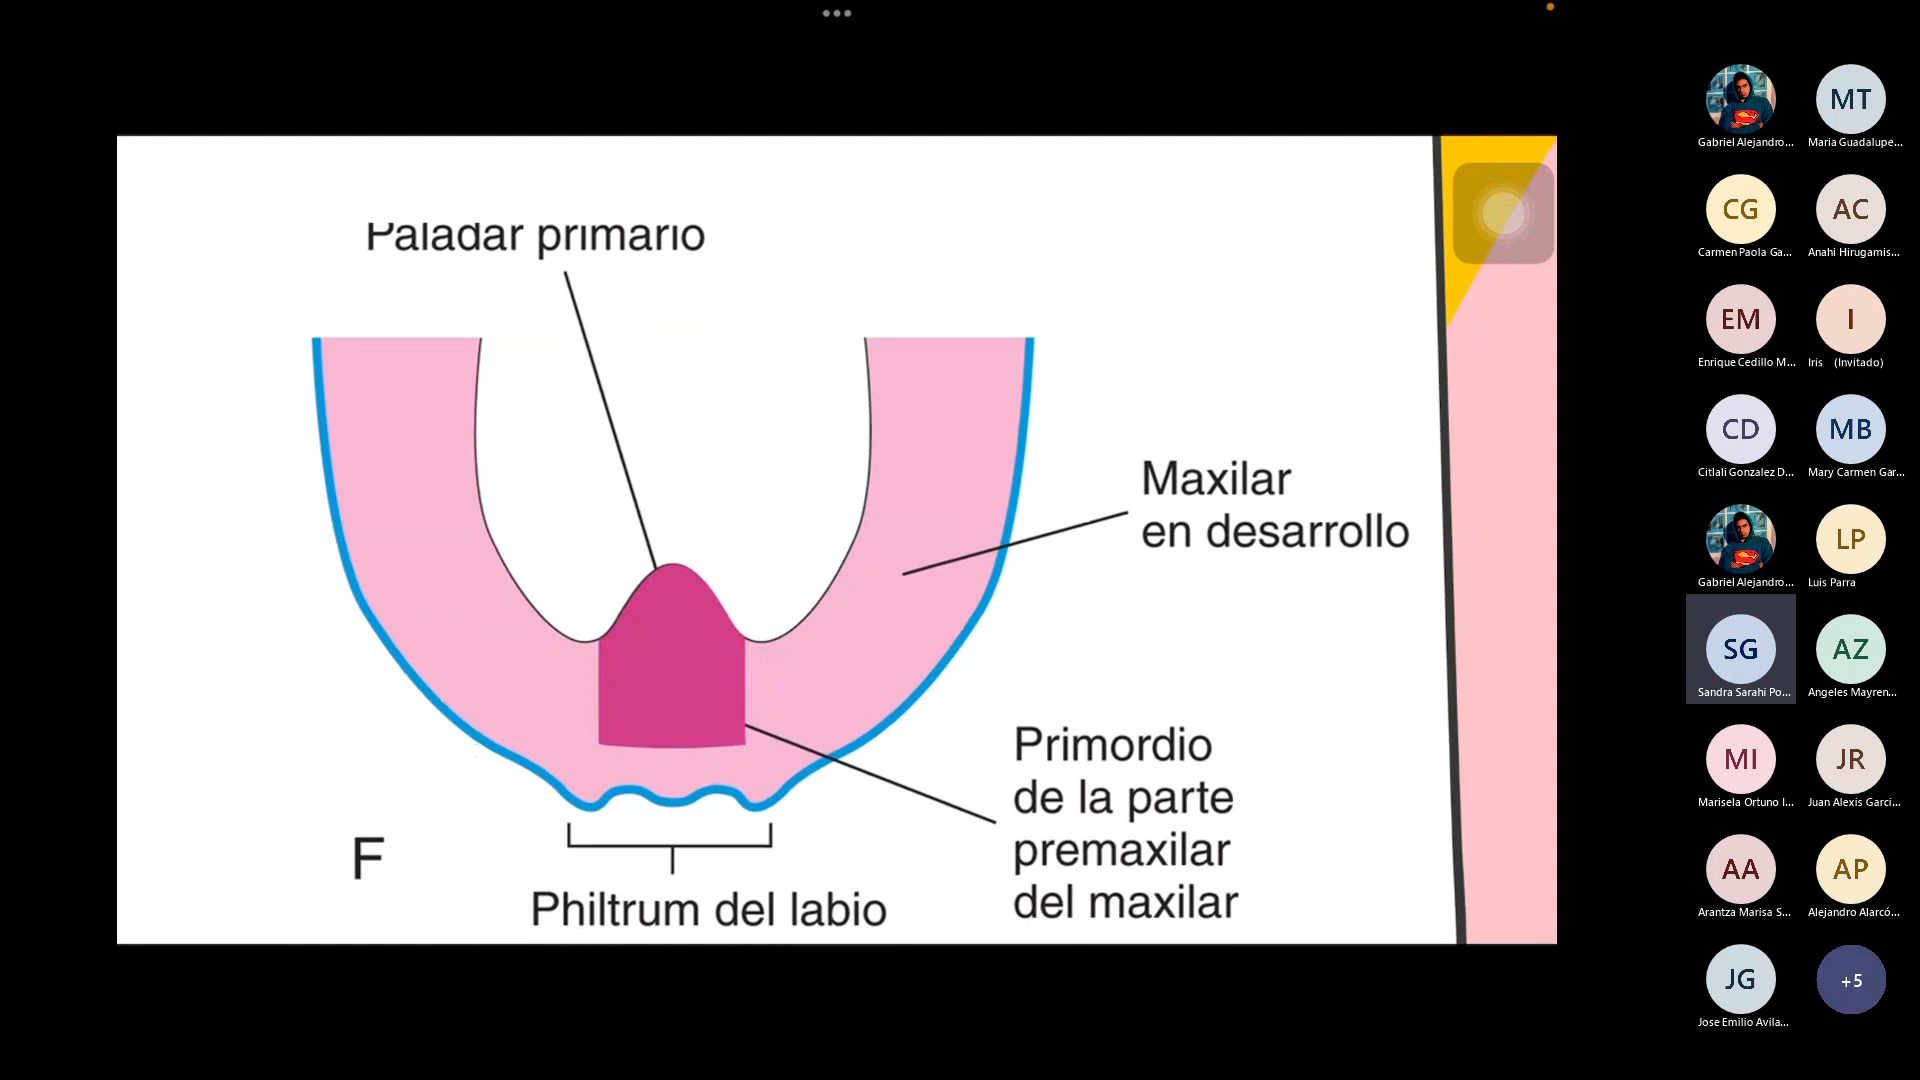 Paladar primario
Maxilar
en desarrollo
Primordio
de la parte
premaxilar
del maxilar
F
Philtrum del labio
MT
Gabriel Alejandro...
Maria Guadalupe...
CG
AC
Carmen Paola Ga...
Anahi Hirugamis...
EM
I
Enrique Cedillo M...
Iris (Invitado)
CD
MB
Citlali Gonzalez D...
Mary Carmen Gar...
LP
Gabriel Alejandro...
Luis Parra
SG
AZ
Sandra Sarahi Po...
Angeles Mayren...
MI
JR
Marisela Ortuno I...
Juan Alexis Garci...
AA
AP
Arantza Marisa S...
Alejandro Alarcó...
JG
+5
Jose Emilio Avila...